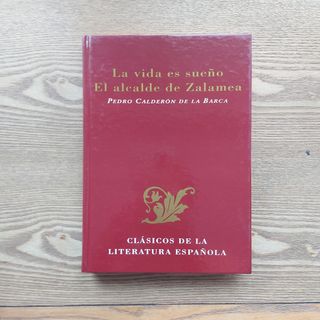 La vida es sueño
El alcalde de Zalamea
PEDRO CALDERÓN DE LA BARCA
CLÁSICOS DE LA
LITERATURA ESPAÑOLA